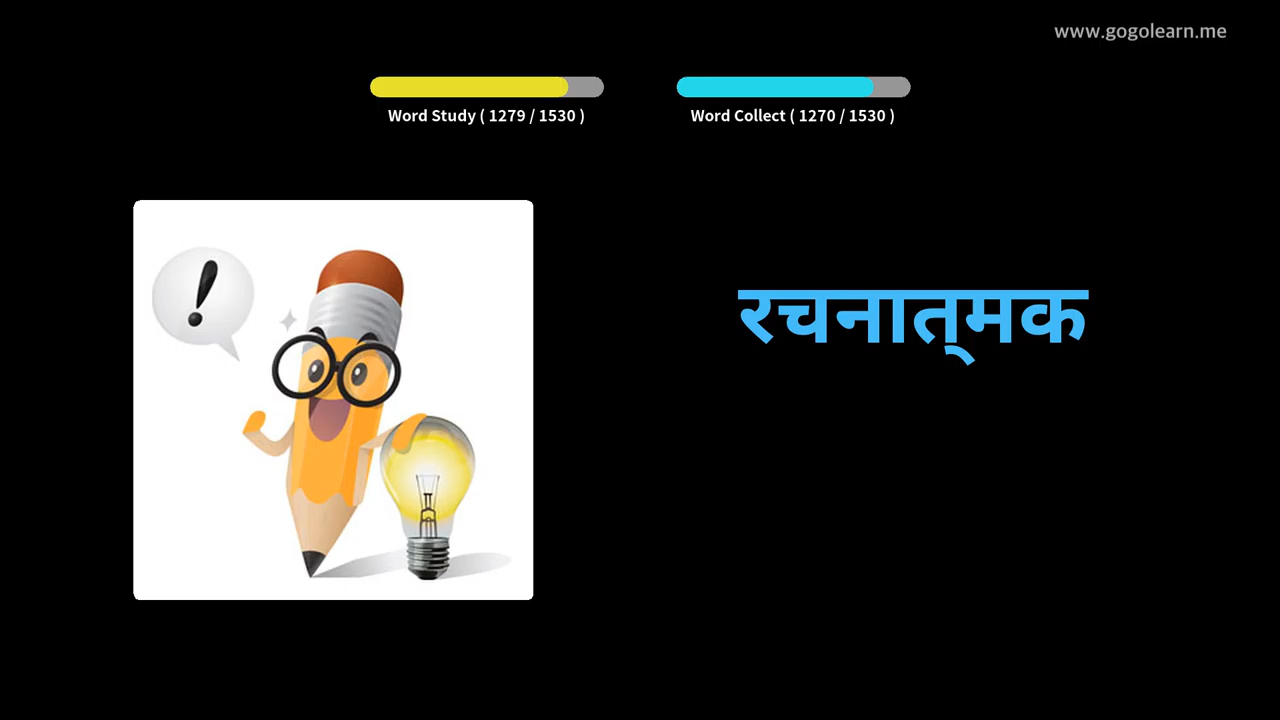 www.gogolearn.me
Word Study ( 1279 / 1530 )
Word Collect ( 1270 / 1530 )
!
रचनात्‌मक